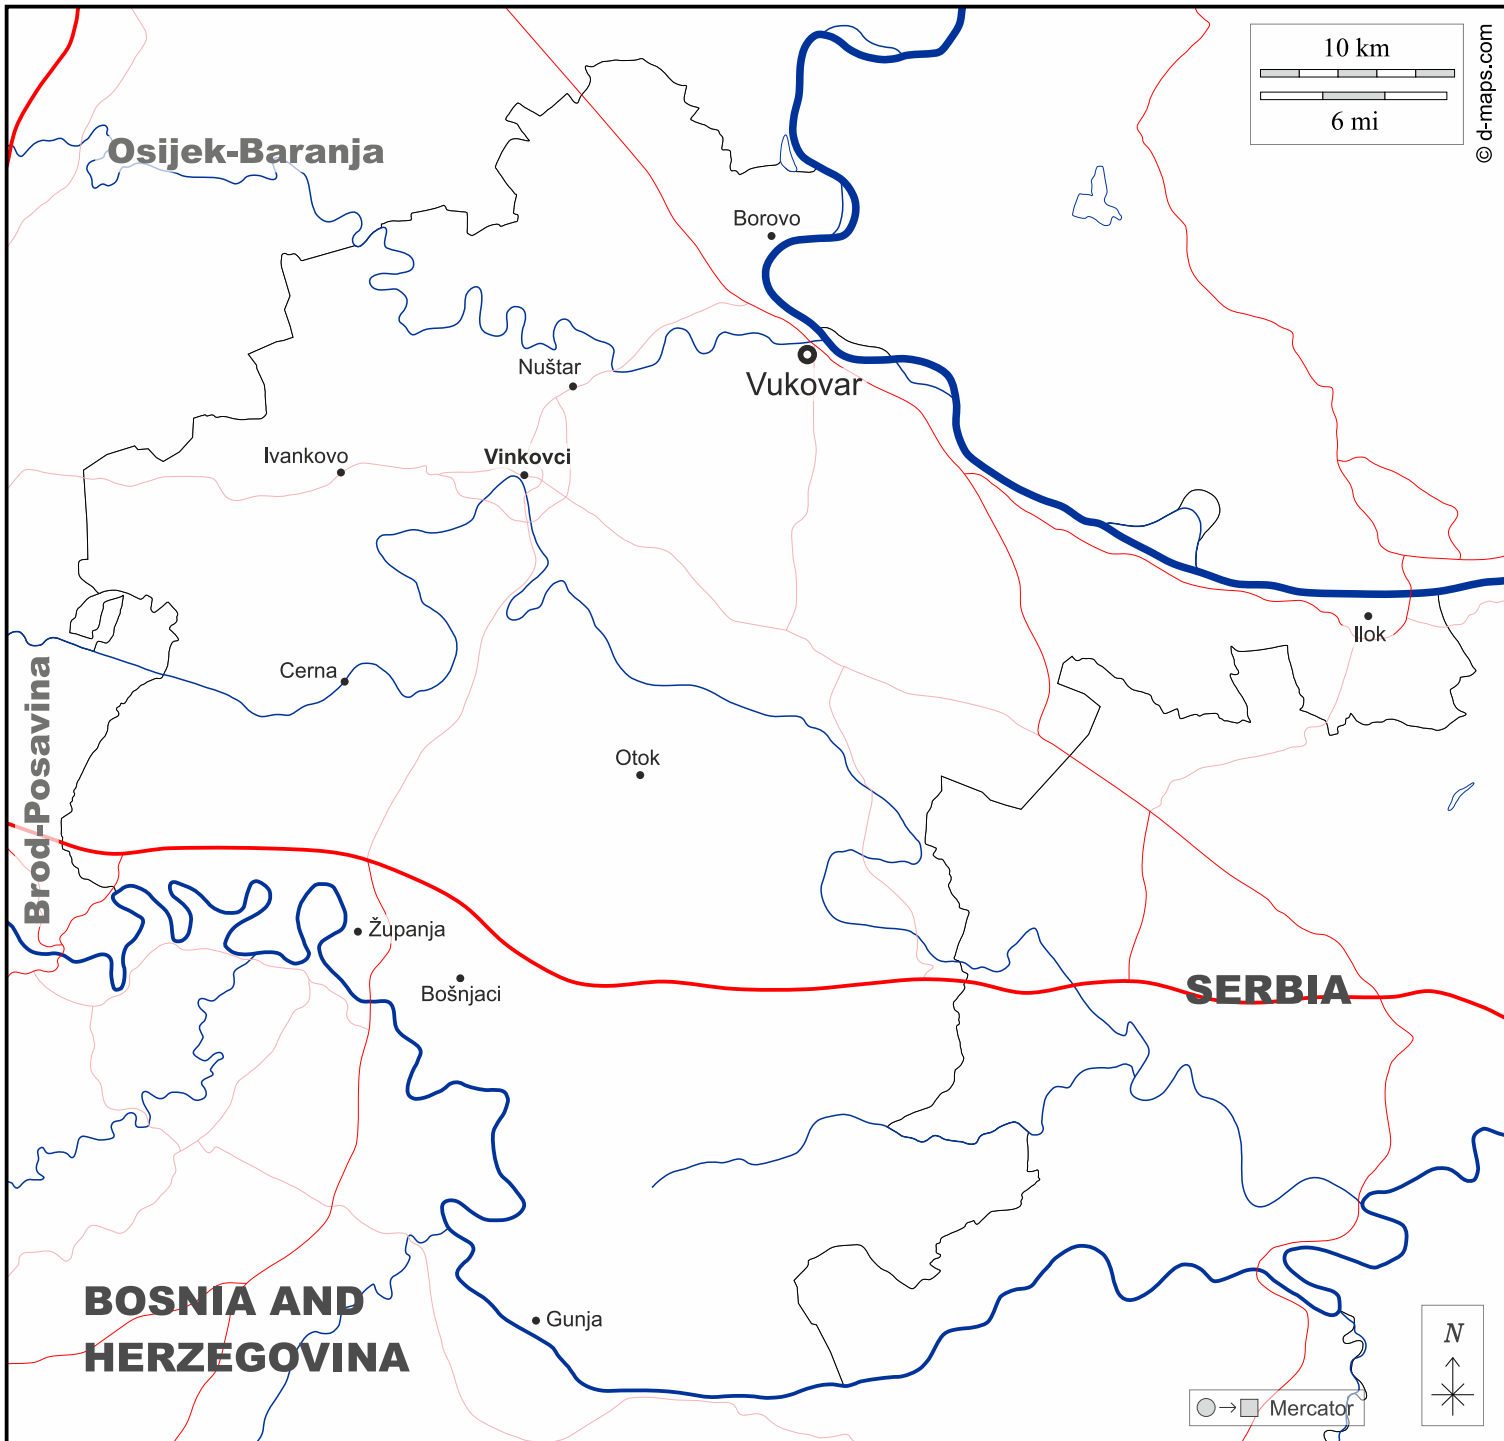 10 km
6 mi
© d-maps.com
Osijek-Baranja
Borovo
Nuštar
Vukovar
Ivankovo
Vinkovci
Ilok
Cerna
Brod-Posavina
Otok
Županja
Bošnjaci
SERBIA
BOSNIA AND
HERZEGOVINA
Gunja
N
Mercator